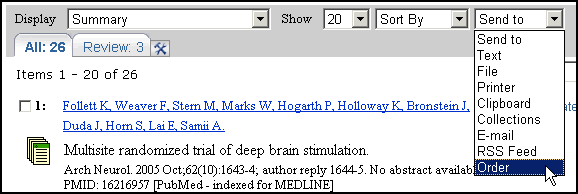 Display Summary Show 20 Sort By Send to
All: 26 Review: 3
Items 1 - 20 of 26
1: Follett K, Weaver F, Stern M, Marks W, Hogarth P, Holloway K, Bronstein J,
Duda J, Horn S, Lai E, Samii A.
Multisite randomized trial of deep brain stimulation.
Arch Neurol. 2005 Oct;62(10):1643-4; author reply 1644-5. No abstract
PMID: 16216957 [PubMed - indexed for MEDLINE]
Send to
Text
File
Printer
Clipboard
Collections
E-mail
RSS Feed
Order